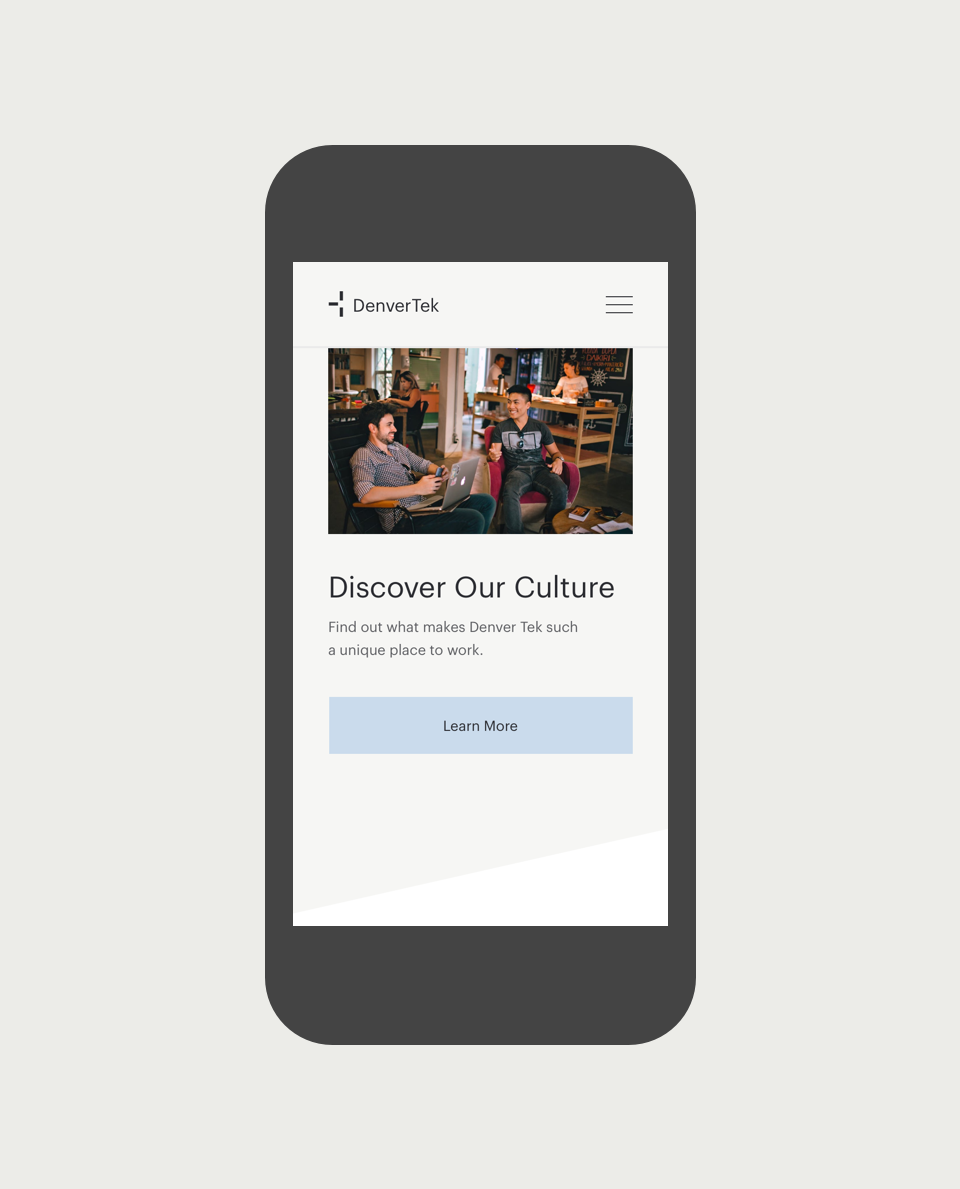 DenverTek
Discover Our Culture
Find out what makes Denver Tek such
a unique place to work.
Learn More